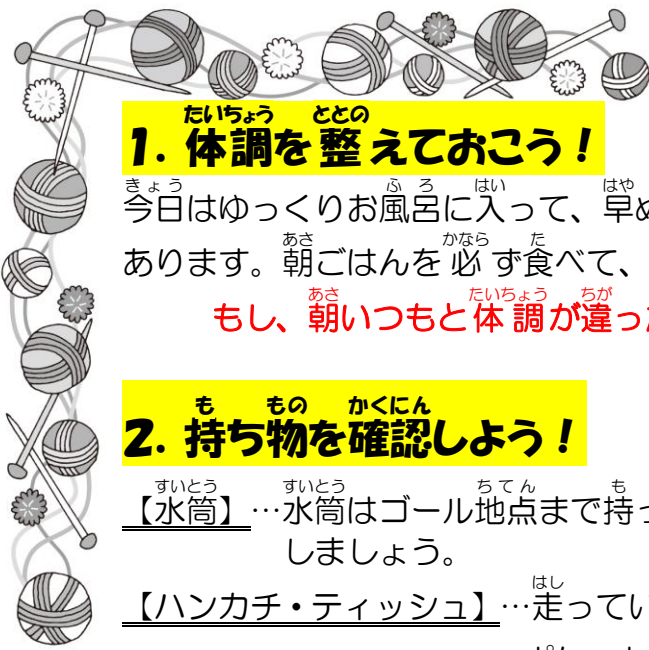 1. 体調を整えておこう！
今日はゆっくりお風呂に入って、早め
あります。朝ごはんを必ず食べて、
もし、朝いつもと体調が違っ
2. 持ち物を確認しよう！
【水筒】…水筒はゴール地点まで持っ
しましょう。
【ハンカチ・ティッシュ】…走ってい